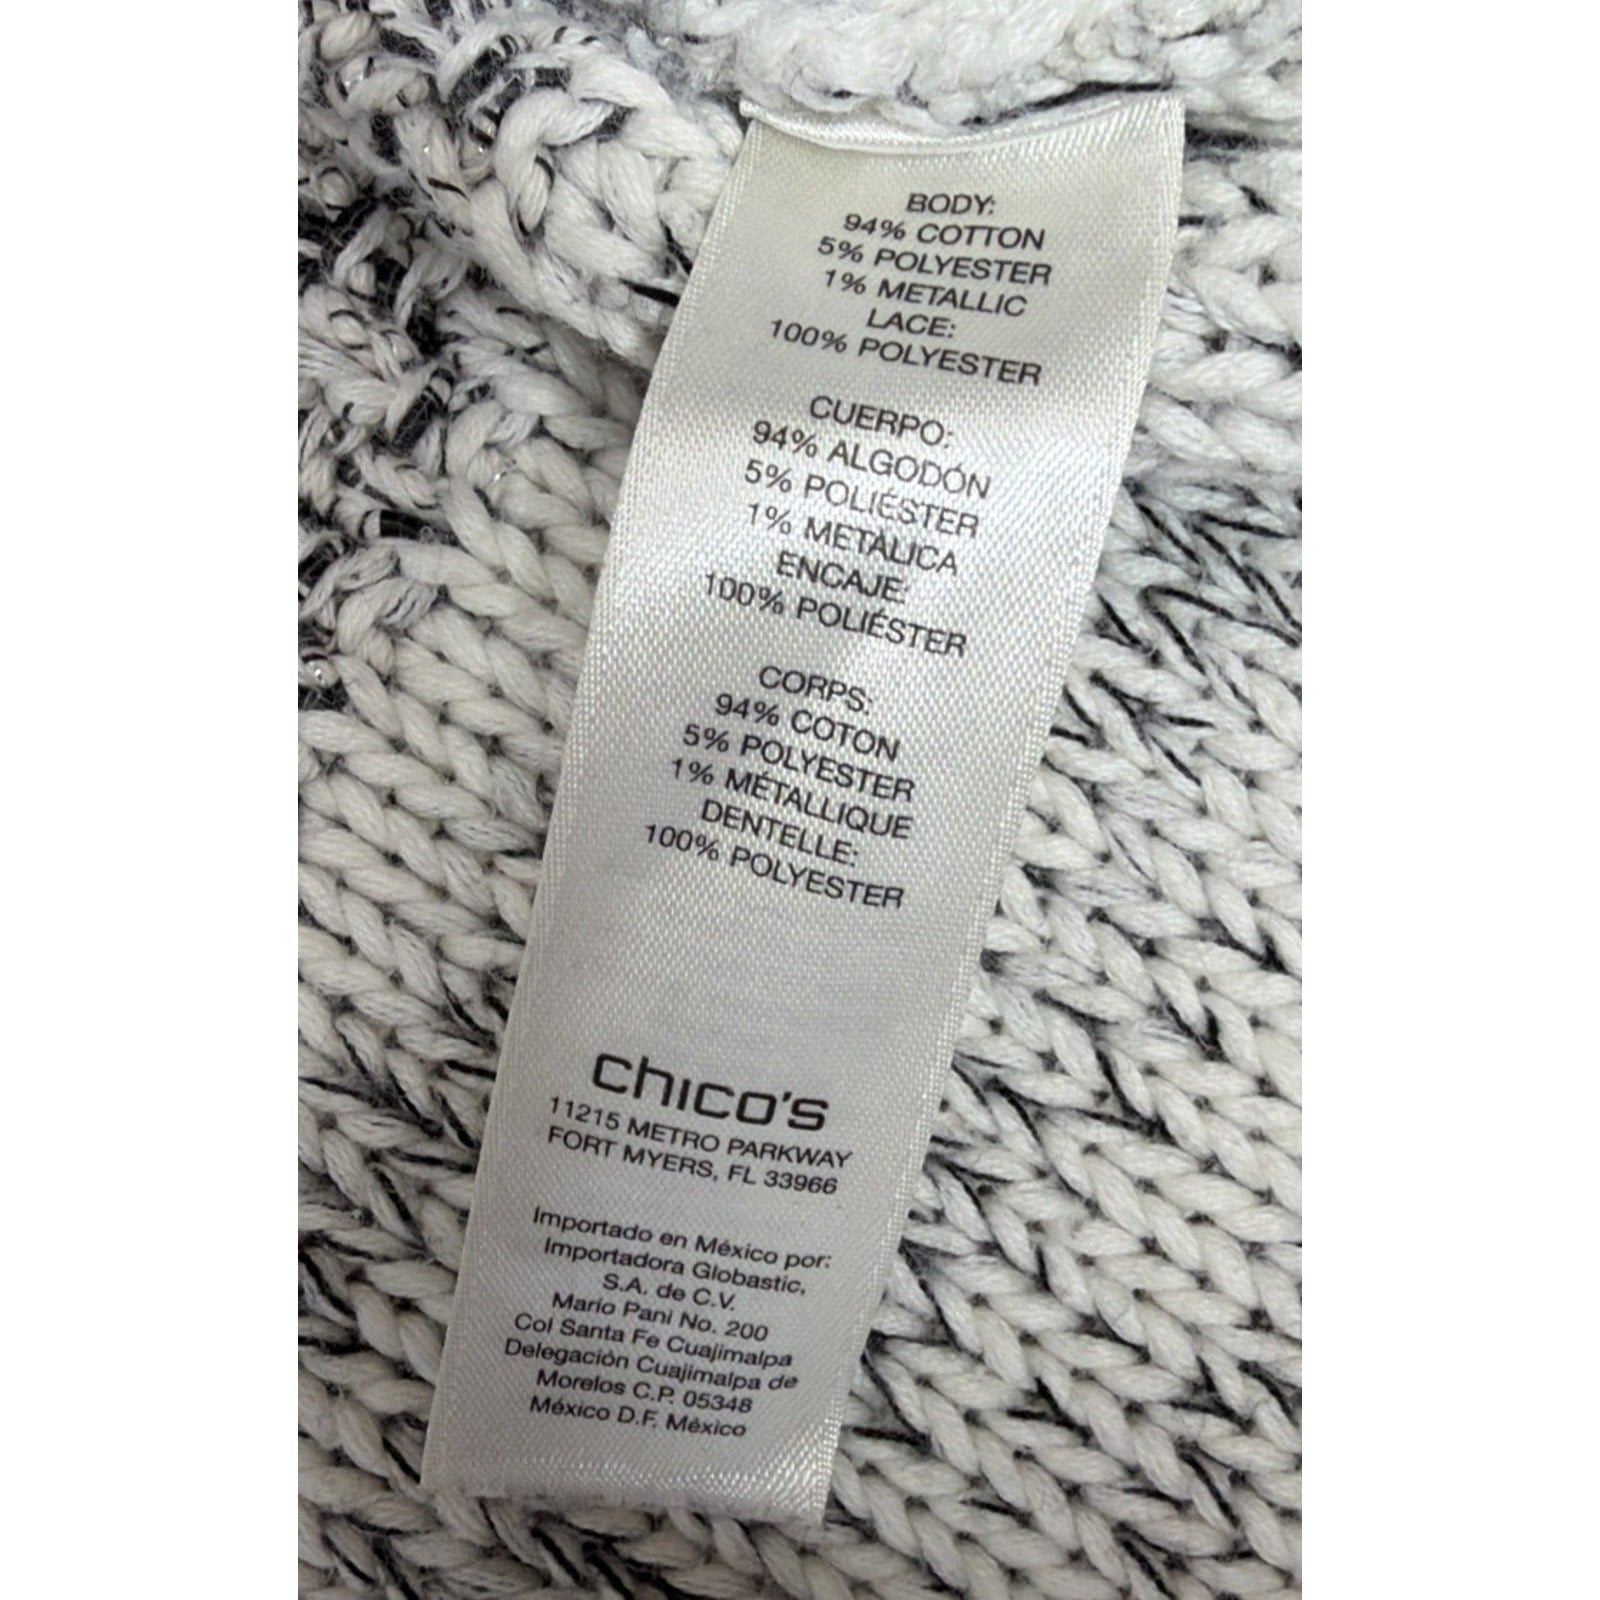 BODY:
94% COTTON
5% POLYESTER
1% METALLIC
LACE:
100% POLYESTER
CUERPO:
94% ALGODÓN
5% POLIÉSTER
1% METÁLICA
ENCAJE:
100% POLIÉSTER
CORPS:
94% COTON
5% POLYESTER
1% MÉTALLIQUE
DENTELLE:
100% POLYESTER
chico's
11215 METRO PARKWAY
FORT MYERS, FL 33966
Importado en México por:
Importadora Globastic,
S.A. de C.V.
Mario Pani No. 200
Col Santa Fe Cuajimalpa
Delegación Cuajimalpa de
Morelos C.P. 05348
México D.F. México